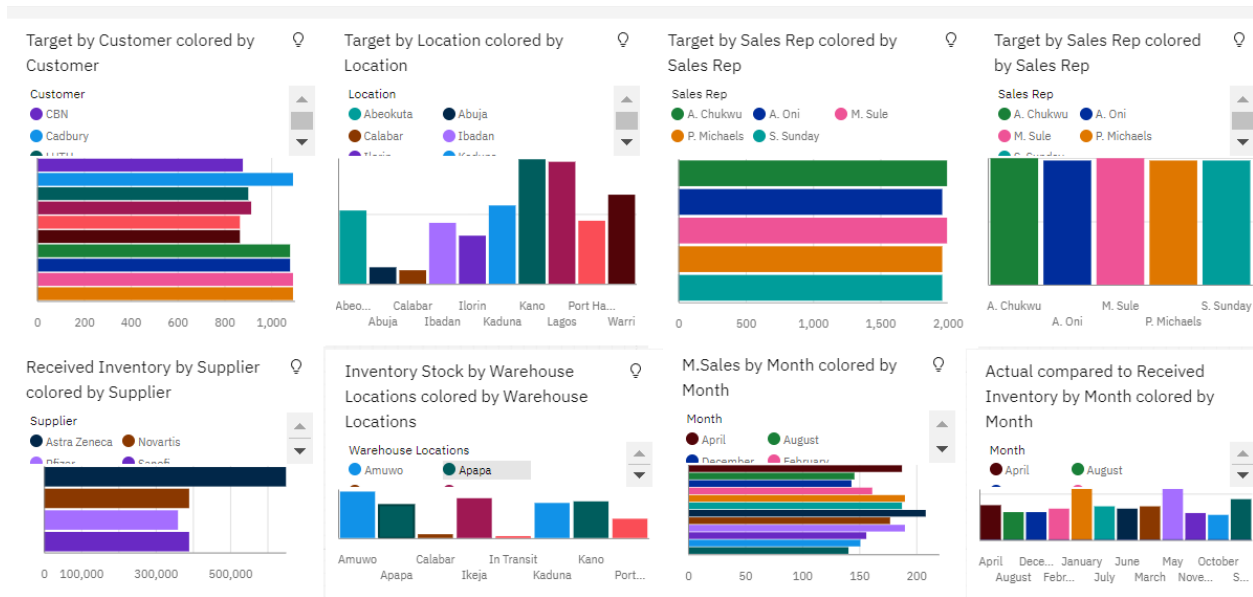 Target by Customer colored by
Customer
Customer
CBN
Cadbury
0 200 400 600 800 1,000
Target by Location colored by
Location
Location
Abeokuta Abuja
Calabar Ibadan
Ilorin Kaduna
Abeo... Calabar Ilorin Kano Port Ha...
Abuja Ibadan Kaduna Lagos Warri
Target by Sales Rep colored by
Sales Rep
Sales Rep
A. Chukwu A. Oni M. Sule
P. Michaels S. Sunday
0 500 1,000 1,500 2,000
Target by Sales Rep colored
by Sales Rep
Sales Rep
A. Chukwu A. Oni
M. Sule P. Michaels
S. Sunday
A. Chukwu M. Sule S. Sunday
A. Oni P. Michaels
Received Inventory by Supplier
colored by Supplier
Supplier
Astra Zeneca Novartis
Pfizer Sanofi
0 100,000 300,000 500,000
Inventory Stock by Warehouse
Locations colored by Warehouse
Locations
Warehouse Locations
Amuwo Apapa
Amuwo Calabar In Transit Kano
Apapa Ikeja Kaduna Port...
M.Sales by Month colored by
Month
Month
April August
December February
0 50 100 150 200
Actual compared to Received
Inventory by Month colored by
Month
Month
April August
April Dece... January June May October
August Febr... July March Nove... S...